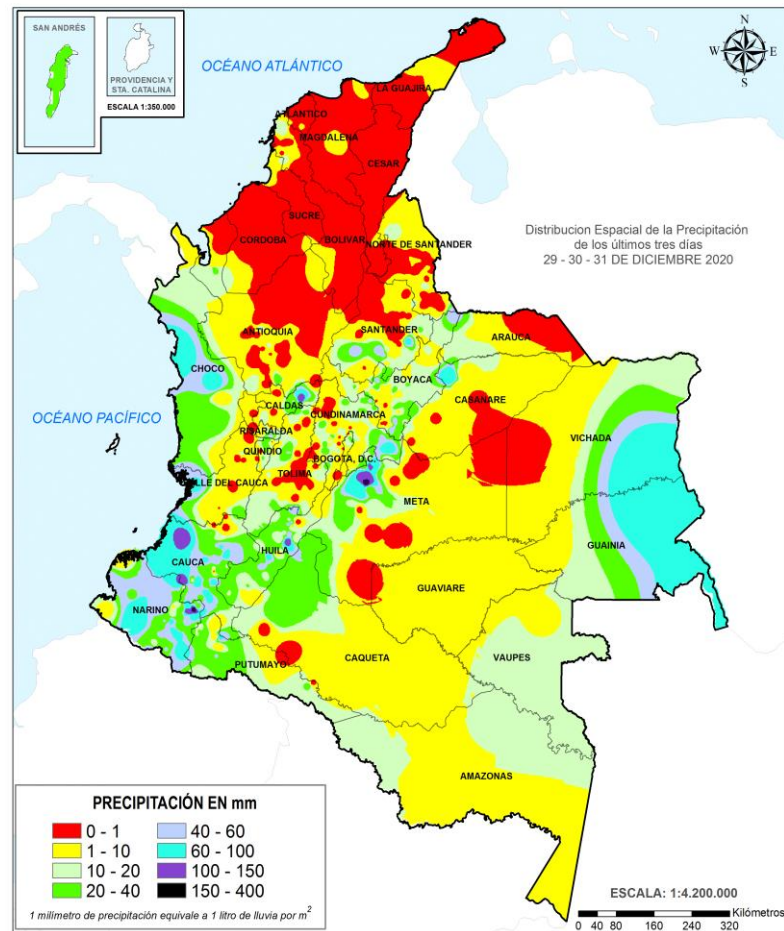 SAN ANDRÉS
PROVIDENCIA Y
STA. CATALINA
ESCALA 1:350.000
OCÉANO ATLÁNTICO
N
W
E
S
LA GUAJIRA
ATLANTICO
MAGDALENA
CESAR
SUCRE
CORDOBA
BOLIVAR
NORTE DE SANTANDER
Distribucion Espacial de la Precipitación
de los últimos tres días
29 - 30 - 31 DE DICIEMBRE 2020
ANTIOQUIA
SANTANDER
ARAUCA
CHOCO
BOYACA
CALDAS
CASANARE
CUNDINAMARCA
OCÉANO PACÍFICO
RISARALDA
VICHADA
QUINDIO
BOGOTA, D.C.
TOLIMA
VALLE DEL CAUCA
META
HUILA
GUAINIA
CAUCA
GUAVIARE
NARINO
CAQUETA
VAUPES
PUTUMAYO
AMAZONAS
PRECIPITACIÓN EN mm
0 - 1
40 - 60
1 - 10
60 - 100
10 - 20
100 - 150
20 - 40
150 - 400
1 milímetro de precipitación equivale a 1 litro de lluvia por m²
ESCALA: 1:4.200.000
Kilómetros
0 40 80 160 240 320